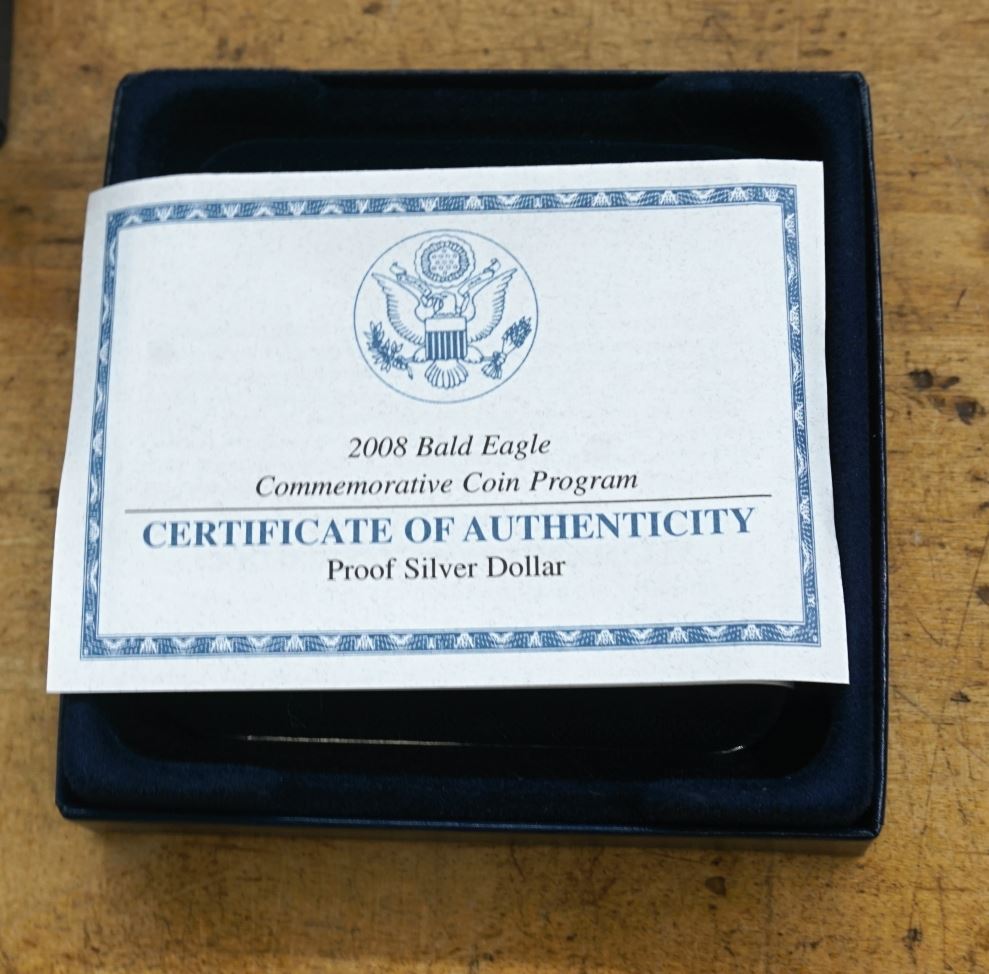 2008 Bald Eagle
Commemorative Coin Program
CERTIFICATE OF AUTHENTICITY
Proof Silver Dollar